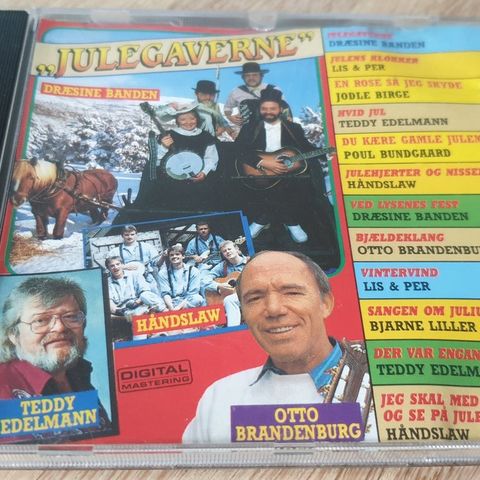 „JULEGAVERNE”
DRÆSINE BANDEN
HÅNDSLAW
DIGITAL
MASTERING
TEDDY
EDELMANN
OTTO
BRANDENBURG
JULEGAVERNE
DRÆSINE BANDEN
JULENS KLOKKER
LIS & PER
EN ROSE SÅ JEG SKYDE
JODLE BIRGE
HVID JUL
TEDDY EDELMANN
DU KÆRE GAMLE JULEN
POUL BUNDGAARD
JULEHJERTER OG NISSER
HÅNDSLAW
VED LYSENES FEST
DRÆSINE BANDEN
BJÆLDEKLANG
OTTO BRANDENBU
VINTERVIND
LIS & PER
SANGEN OM JULIU
BJARNE LILLER
DER VAR ENGAN
TEDDY EDELM
JEG SKAL MED
OG SE PÅ JULE
HÅNDSLAW